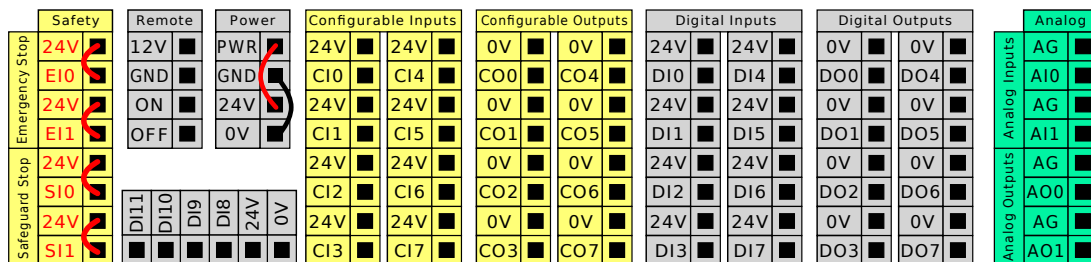 Safety
Emergency Stop
24V
EI0
24V
EI1
Safeguard Stop
24V
SI0
24V
SI1
Remote
12V
GND
ON
OFF
Power
PWR
GND
24V
0V
DI11
DI10
DI9
DI8
24V
0V
Configurable Inputs
24V 24V
CI0 CI4
24V 24V
CI1 CI5
24V 24V
CI2 CI6
24V 24V
CI3 CI7
Configurable Outputs
0V 0V
CO0 CO4
0V 0V
CO1 CO5
0V 0V
CO2 CO6
0V 0V
CO3 CO7
Digital Inputs
24V 24V
DI0 DI4
24V 24V
DI1 DI5
24V 24V
DI2 DI6
24V 24V
DI3 DI7
Digital Outputs
0V 0V
DO0 DO4
0V 0V
DO1 DO5
0V 0V
DO2 DO6
0V 0V
DO3 DO7
Analog
Analog Inputs
AG
AI0
AG
AI1
Analog Outputs
AG
AO0
AG
AO1